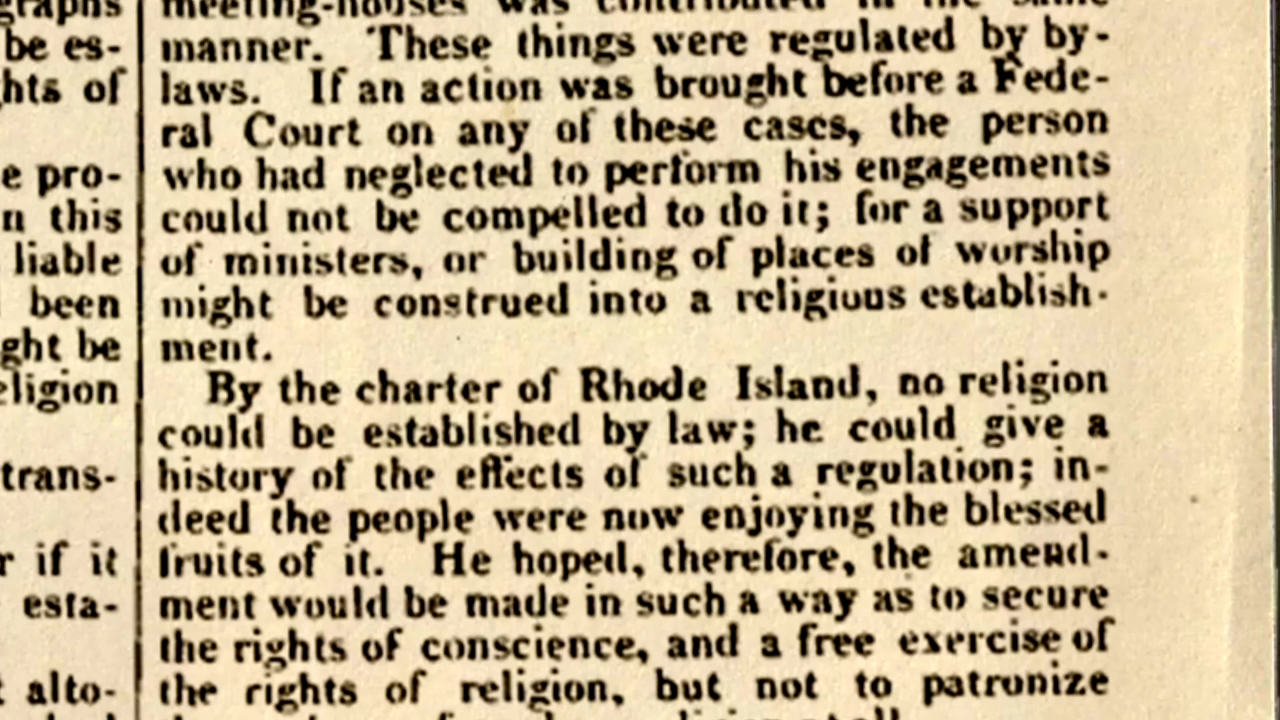 graphs
be es-
hts of
e pro-
n this
liable
been
ght be
eligion
trans-
r if it
esta-
t alto-
meeting-houses was contributed in the same
manner. These things were regulated by by-
laws. If an action was brought before a Fede-
ral Court on any of these cases, the person
who had neglected to perform his engagements
could not be compelled to do it; for a support
of ministers, or building of places of worship
might be construed into a religious establish-
ment.
By the charter of Rhode Island, no religion
could be established by law; he could give a
history of the effects of such a regulation; in-
deed the people were now enjoying the blessed
fruits of it. He hoped, therefore, the amend-
ment would be made in such a way as to secure
the rights of conscience, and a free exercise of
the rights of religion, but not to patronize